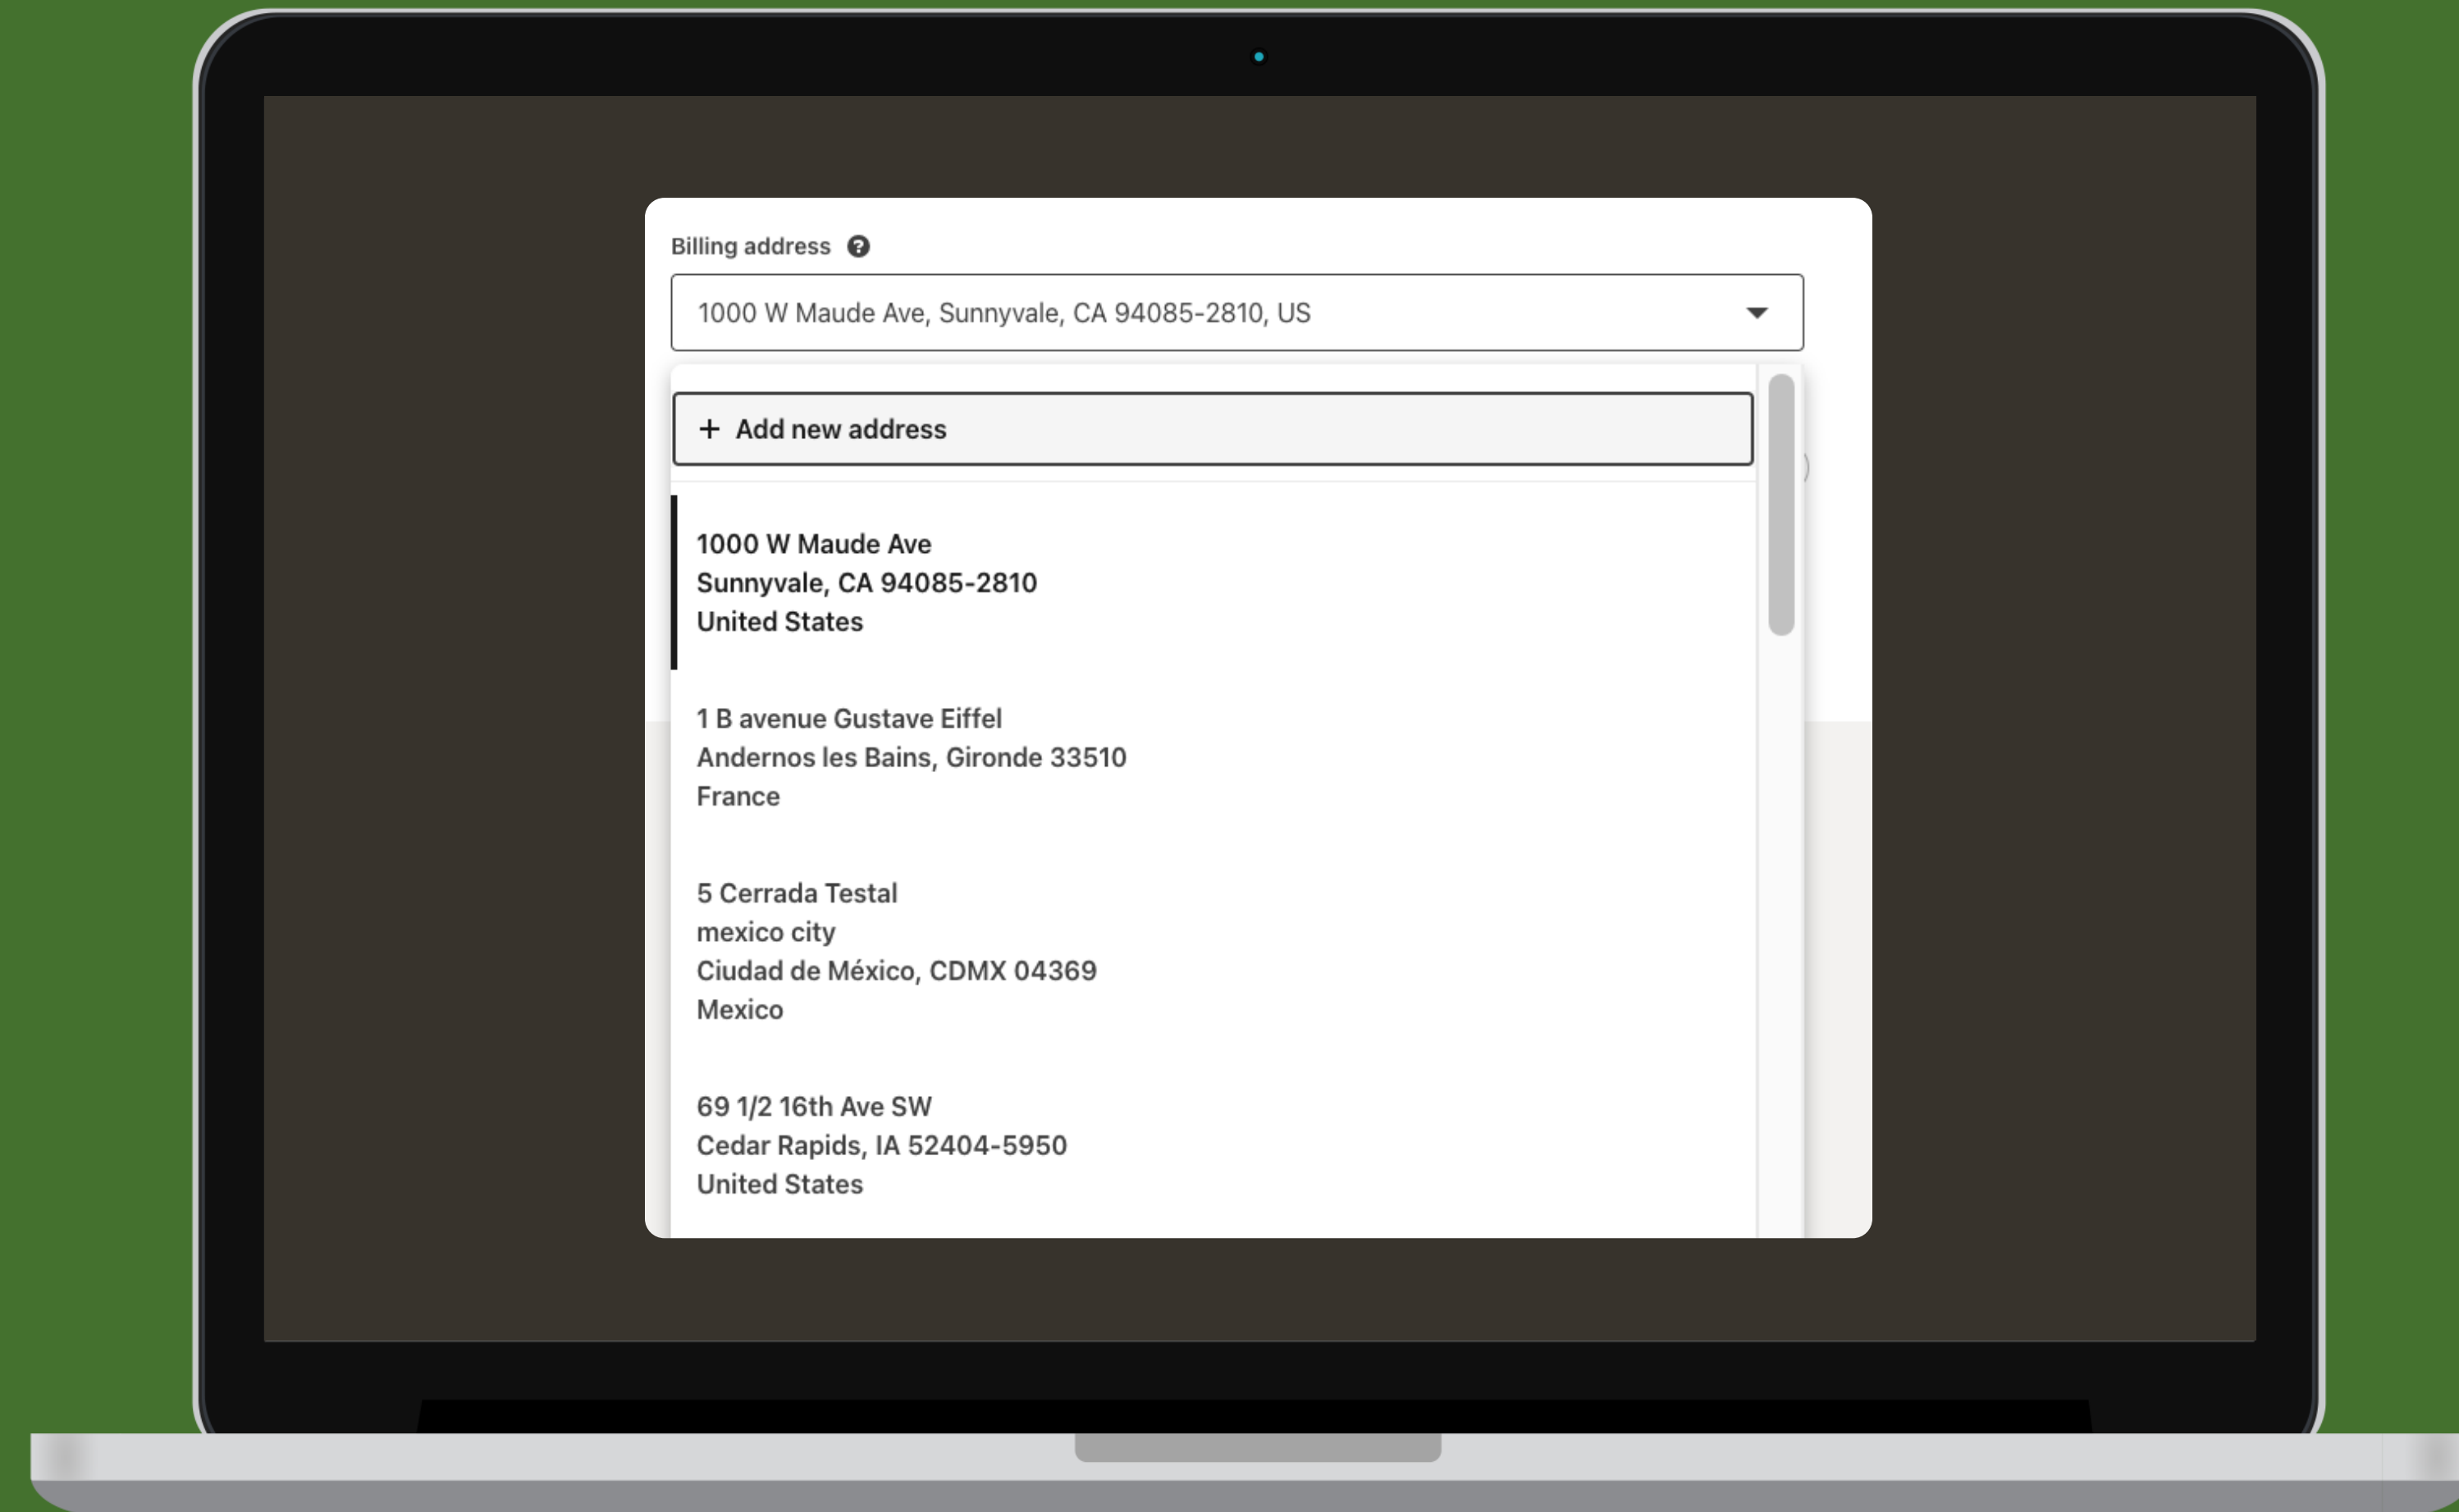 Billing address
1000 W Maude Ave, Sunnyvale, CA 94085-2810, US
+ Add new address
1000 W Maude Ave
Sunnyvale, CA 94085-2810
United States
1 B avenue Gustave Eiffel
Andernos les Bains, Gironde 33510
France
5 Cerrada Testal
mexico city
Ciudad de México, CDMX 04369
Mexico
69 1/2 16th Ave SW
Cedar Rapids, IA 52404-5950
United States